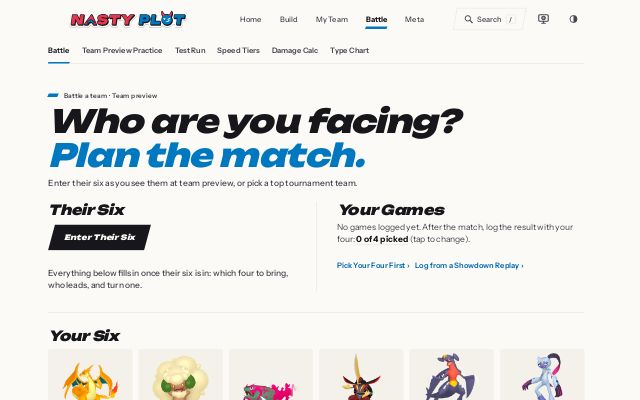 NASTY PLOT
Home Build My Team Battle Meta Search /
Battle Team Preview Practice Test Run Speed Tiers Damage Calc Type Chart
Battle a team · Team preview
Who are you facing?
Plan the match.
Enter their six as you see them at team preview, or pick a top tournament team.
Their Six
Enter Their Six
Everything below fills in once their six is in: which four to bring,
who leads, and turn one.
Your Games
No games logged yet. After the match, log the result with your
four: 0 of 4 picked (tap to change).
Pick Your Four First › Log from a Showdown Replay ›
Your Six